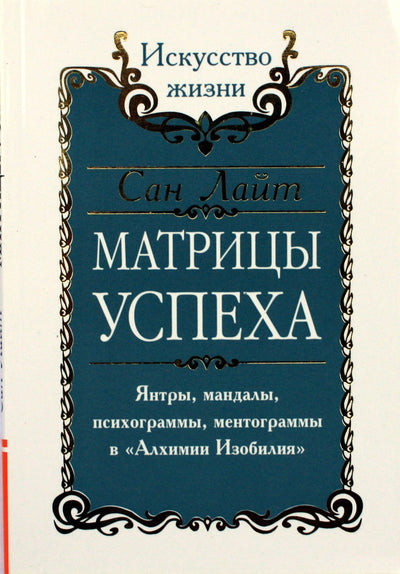 Искусство
жизни
Сан Лайт
МАТРИЦЫ
УСПЕХА
Янтры, мандалы,
психограммы, ментограммы
в «Алхимии Изобилия»